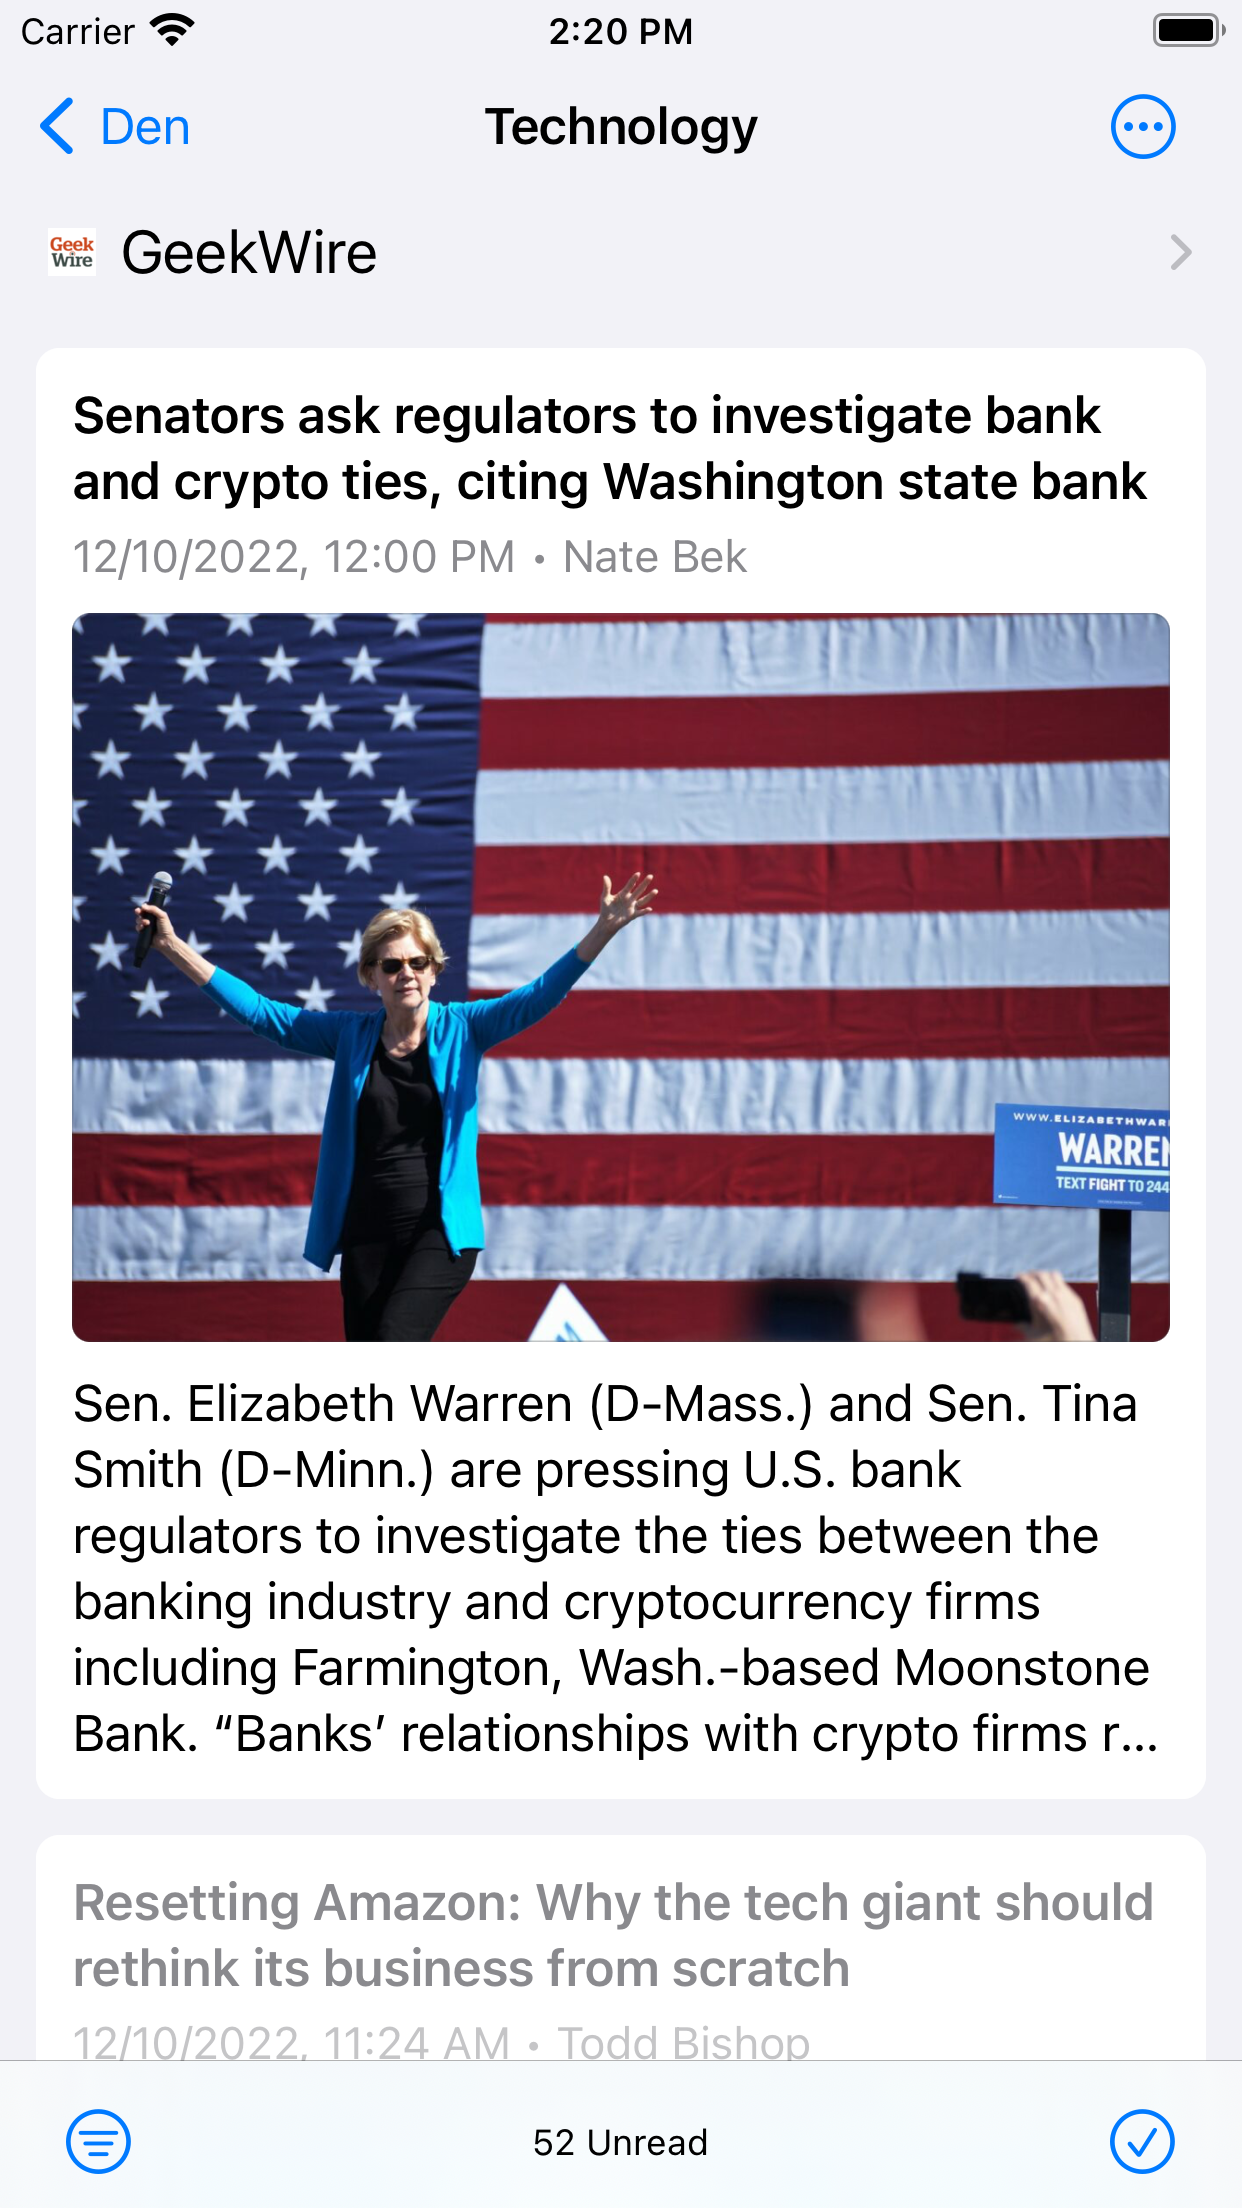 Carrier
2:20 PM
Den
Technology
Geek
Wire
GeekWire
Senators ask regulators to investigate bank
and crypto ties, citing Washington state bank
12/10/2022, 12:00 PM • Nate Bek
WWW.ELIZABETHWAR
WARREN
TEXT FIGHT TO 244
Sen. Elizabeth Warren (D-Mass.) and Sen. Tina
Smith (D-Minn.) are pressing U.S. bank
regulators to investigate the ties between the
banking industry and cryptocurrency firms
including Farmington, Wash.-based Moonstone
Bank. “Banks’ relationships with crypto firms r...
Resetting Amazon: Why the tech giant should
rethink its business from scratch
12/10/2022, 11:24 AM • Todd Bishop
52 Unread